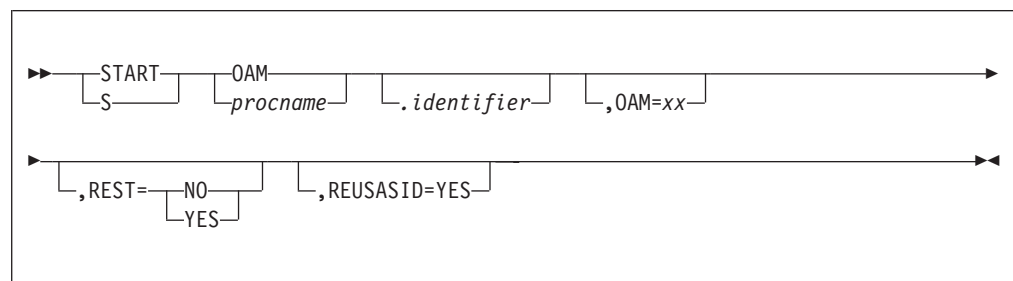 START OAM
S procname .identifier ,OAM=xx
,REST= NO ,REUSASID=YES
YES